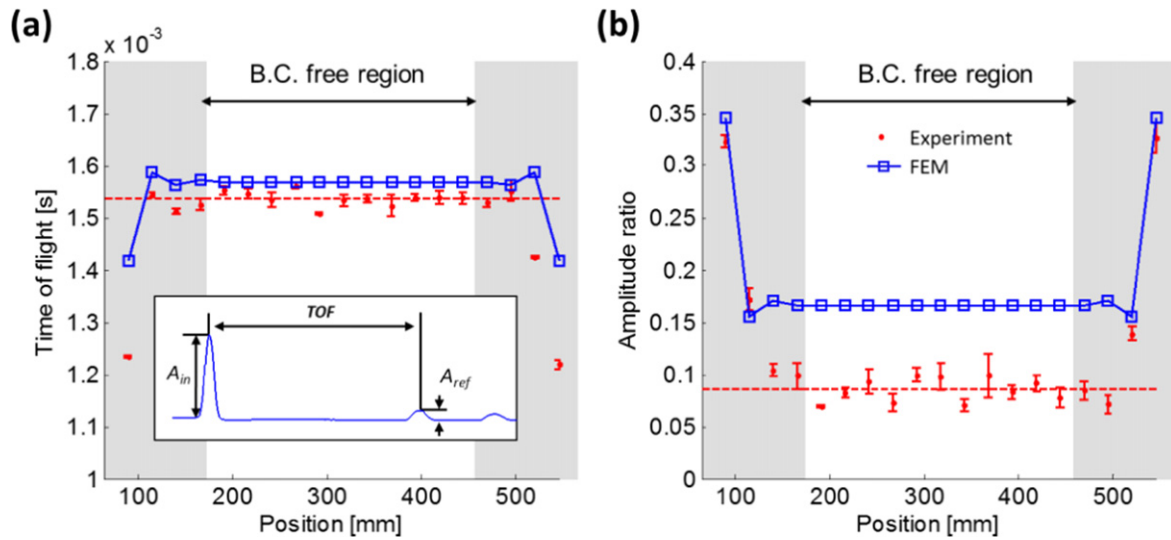 (a)
x 10⁻³
1.8
1.7
1.6
1.5
1.4
1.3
1.2
1.1
1
Time of flight [s]
B.C. free region
TOF
A_in
A_ref
100 200 300 400 500
Position [mm]
(b)
0.4
0.35
0.3
0.25
0.2
0.15
0.1
0.05
0
Amplitude ratio
B.C. free region
Experiment
FEM
100 200 300 400 500
Position [mm]